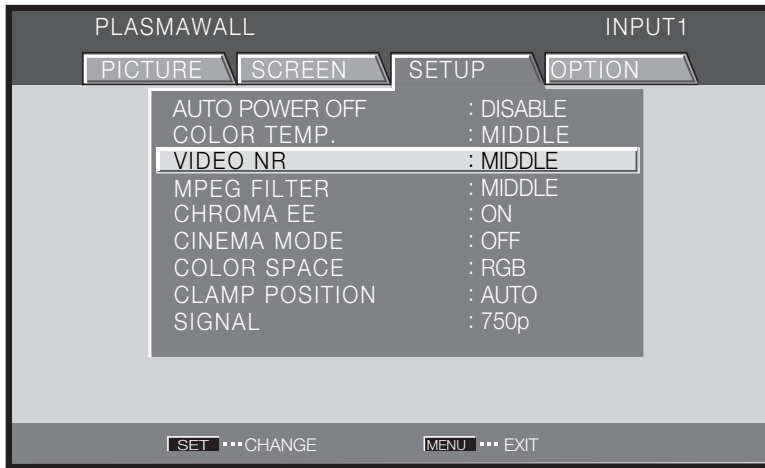 PLASMAWALL INPUT1
PICTURE SCREEN SETUP OPTION
AUTO POWER OFF : DISABLE
COLOR TEMP. : MIDDLE
VIDEO NR : MIDDLE
MPEG FILTER : MIDDLE
CHROMA EE : ON
CINEMA MODE : OFF
COLOR SPACE : RGB
CLAMP POSITION : AUTO
SIGNAL : 750p
SET ▪▪▪ CHANGE MENU ▪▪▪ EXIT